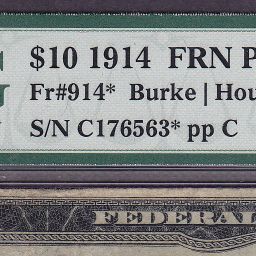 $10 1914 FRN P
Fr#914* Burke | Hou
S/N C176563* pp C
FEDERAL